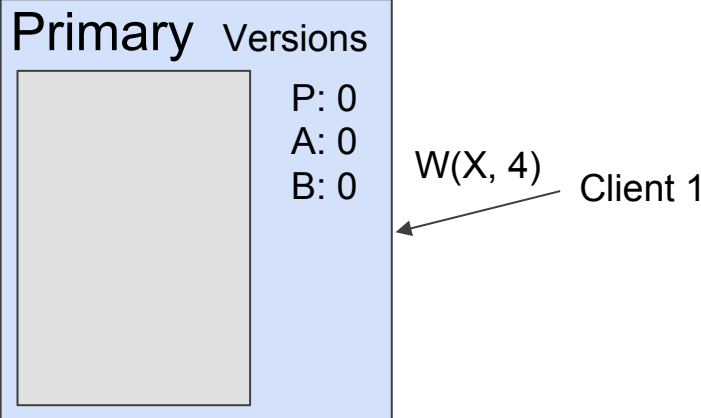 Primary Versions
P: 0
A: 0
B: 0
W(X, 4)
Client 1